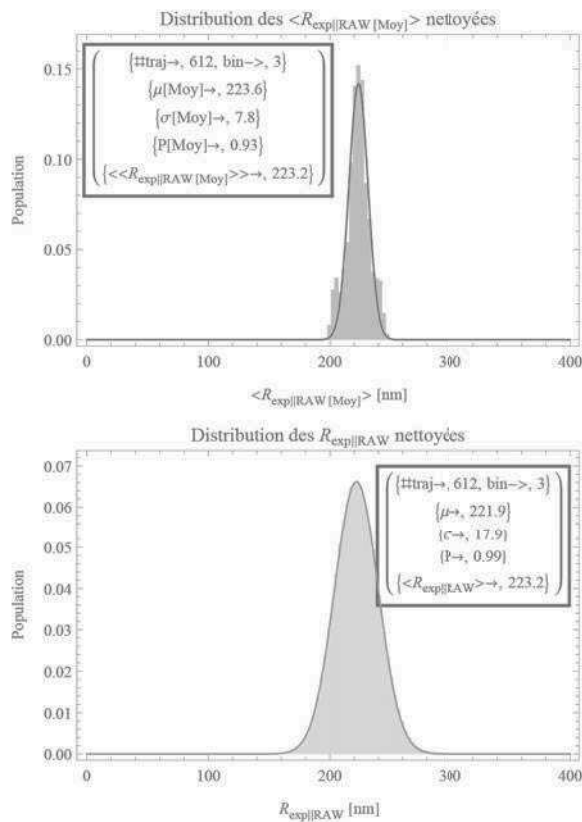 Distribution des <R_exp||RAW [Moy]> nettoyées
{#traj→, 612, bin->, 3}
{μ[Moy]→, 223.6}
{σ[Moy]→, 7.8}
{P[Moy]→, 0.93}
{<<R_exp||RAW [Moy]>>→, 223.2}
Population
0.15
0.10
0.05
0.00
0 100 200 300 400
<R_exp||RAW [Moy]> [nm]
Distribution des R_exp||RAW nettoyées
{#traj→, 612, bin->, 3}
{μ→, 221.9}
{σ→, 17.9}
{P→, 0.99}
{<R_exp||RAW>→, 223.2}
Population
0.07
0.06
0.05
0.04
0.03
0.02
0.01
0.00
0 100 200 300 400
R_exp||RAW [nm]